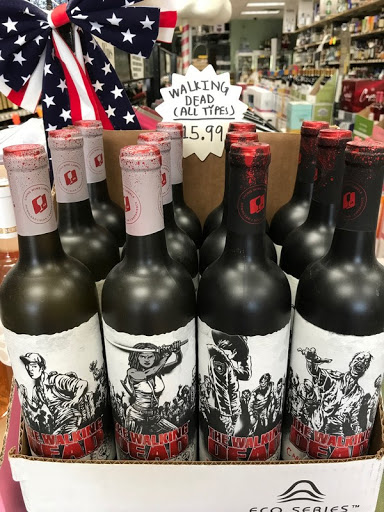 WALKING
DEAD
(ALL TYPES)
15.99
THE WALKING
DEAD
THE WALKING
DEAD
THE WALKING
DEAD
THE WALKING
DEAD
ECO SERIES™